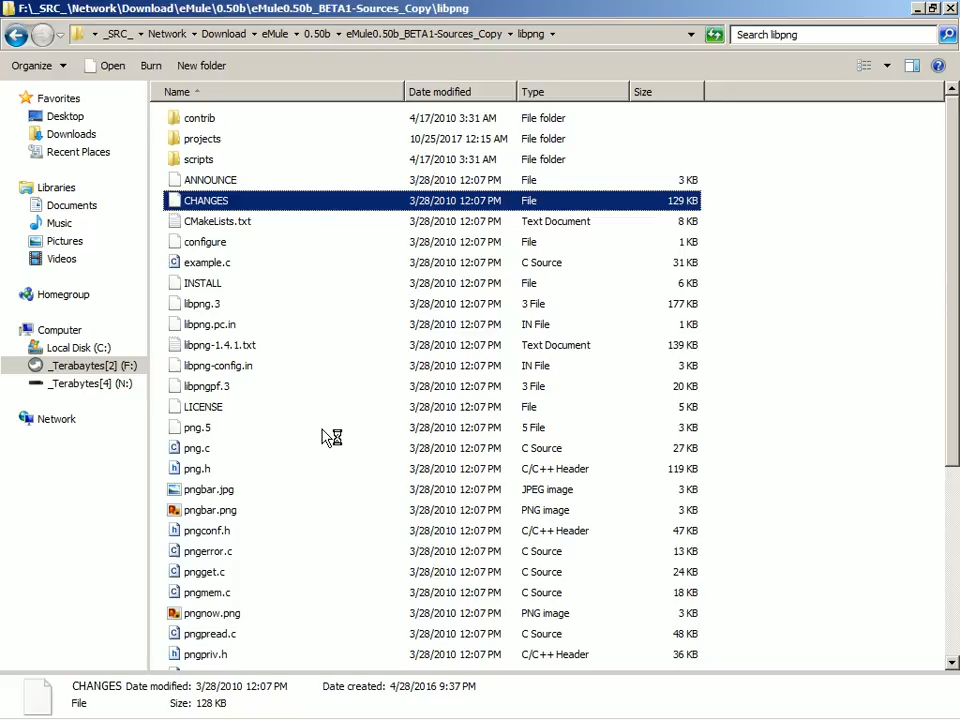 F:\_SRC_\Network\Download\eMule\0.50b\eMule0.50b_BETA1-Sources_Copy\libpng
_SRC_ Network Download eMule 0.50b eMule0.50b_BETA1-Sources_Copy libpng Search libpng
Organize Open Burn New folder
Name Date modified Type Size
Favorites
Desktop
Downloads
Recent Places
Libraries
Documents
Music
Pictures
Videos
Homegroup
Computer
Local Disk (C:)
_Terabytes[2] (F:)
_Terabytes[4] (N:)
Network
contrib 4/17/2010 3:31 AM File folder
projects 10/25/2017 12:15 AM File folder
scripts 4/17/2010 3:31 AM File folder
ANNOUNCE 3/28/2010 12:07 PM File 3 KB
CHANGES 3/28/2010 12:07 PM File 129 KB
CMakeLists.txt 3/28/2010 12:07 PM Text Document 8 KB
configure 3/28/2010 12:07 PM File 1 KB
example.c 3/28/2010 12:07 PM C Source 31 KB
INSTALL 3/28/2010 12:07 PM File 6 KB
libpng.3 3/28/2010 12:07 PM 3 File 177 KB
libpng.pc.in 3/28/2010 12:07 PM IN File 1 KB
libpng-1.4.1.txt 3/28/2010 12:07 PM Text Document 139 KB
libpng-config.in 3/28/2010 12:07 PM IN File 3 KB
libpngpf.3 3/28/2010 12:07 PM 3 File 20 KB
LICENSE 3/28/2010 12:07 PM File 5 KB
png.5 3/28/2010 12:07 PM 5 File 3 KB
png.c 3/28/2010 12:07 PM C Source 27 KB
png.h 3/28/2010 12:07 PM C/C++ Header 119 KB
pngbar.jpg 3/28/2010 12:07 PM JPEG image 3 KB
pngbar.png 3/28/2010 12:07 PM PNG image 3 KB
pngconf.h 3/28/2010 12:07 PM C/C++ Header 47 KB
pngerror.c 3/28/2010 12:07 PM C Source 13 KB
pngget.c 3/28/2010 12:07 PM C Source 24 KB
pngmem.c 3/28/2010 12:07 PM C Source 18 KB
pngnow.png 3/28/2010 12:07 PM PNG image 3 KB
pngpread.c 3/28/2010 12:07 PM C Source 48 KB
pngpriv.h 3/28/2010 12:07 PM C/C++ Header 36 KB
CHANGES Date modified: 3/28/2010 12:07 PM Date created: 4/28/2016 9:37 PM
File Size: 128 KB